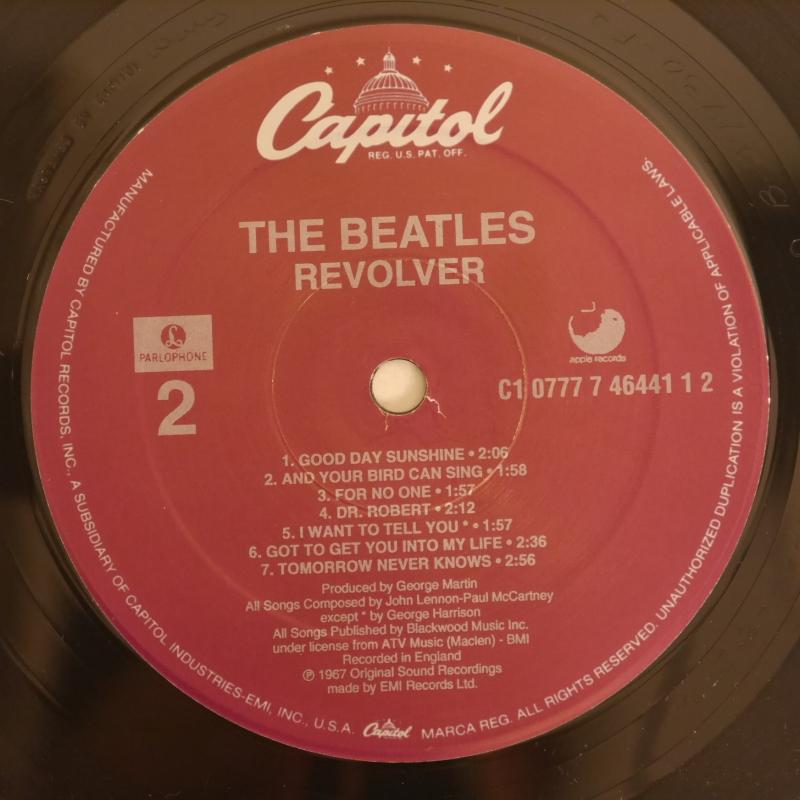 Capitol
REG. U.S. PAT. OFF.
THE BEATLES
REVOLVER
PARLOPHONE
2
apple records
C1 0777 7 46441 1 2
1. GOOD DAY SUNSHINE • 2:06
2. AND YOUR BIRD CAN SING • 1:58
3. FOR NO ONE • 1:57
4. DR. ROBERT • 2:12
5. I WANT TO TELL YOU * • 1:57
6. GOT TO GET YOU INTO MY LIFE • 2:36
7. TOMORROW NEVER KNOWS • 2:56
Produced by George Martin
All Songs Composed by John Lennon-Paul McCartney
except * by George Harrison
All Songs Published by Blackwood Music Inc.
under license from ATV Music (Maclen) - BMI
Recorded in England
℗ 1967 Original Sound Recordings
made by EMI Records Ltd.
MANUFACTURED BY CAPITOL RECORDS, INC., A SUBSIDIARY OF CAPITOL INDUSTRIES-EMI, INC., U.S.A. Capitol MARCA REG. ALL RIGHTS RESERVED. UNAUTHORIZED DUPLICATION IS A VIOLATION OF APPLICABLE LAWS.